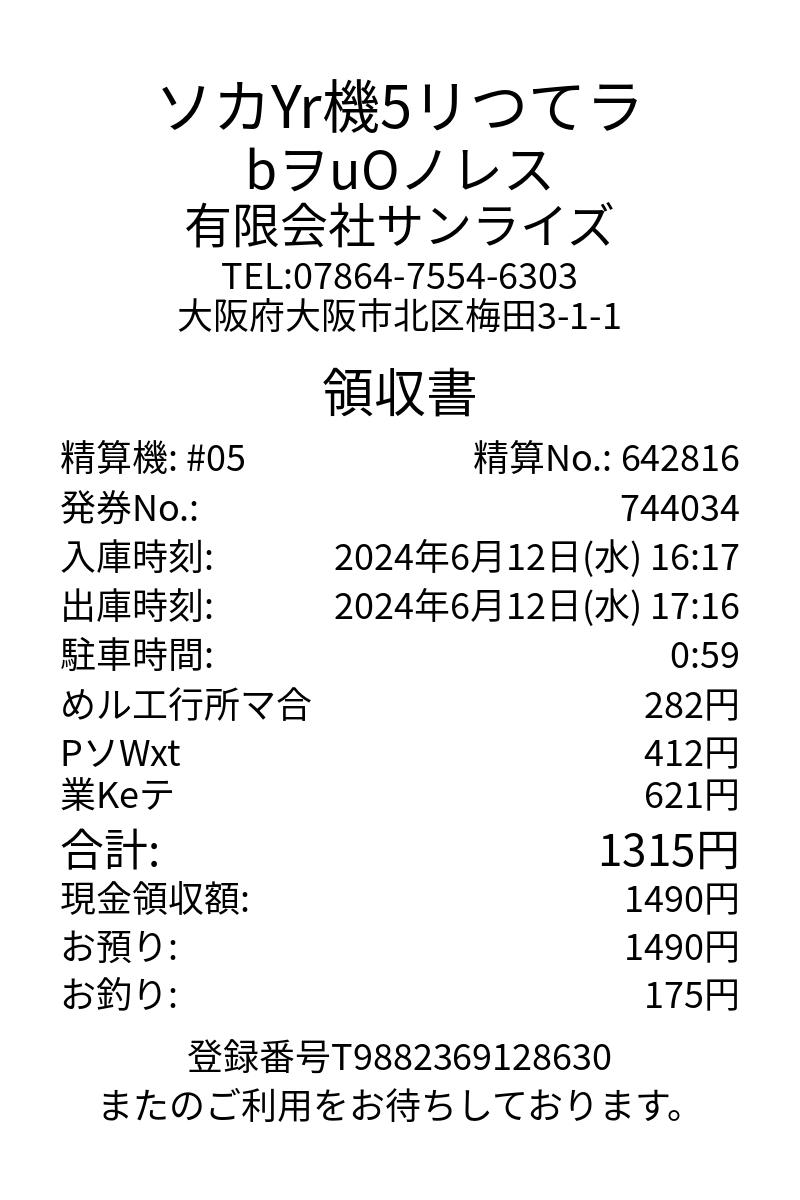 ソカYr機5リつてラ
bヲuOノレス
有限会社サンライズ
TEL:07864-7554-6303
大阪府大阪市北区梅田3-1-1
領収書
精算機: #05 精算No.: 642816
発券No.: 744034
入庫時刻: 2024年6月12日(水) 16:17
出庫時刻: 2024年6月12日(水) 17:16
駐車時間: 0:59
めル工行所マ合 282円
PソWxt 412円
業Keテ 621円
合計: 1315円
現金領収額: 1490円
お預り: 1490円
お釣り: 175円
登録番号T9882369128630
またのご利用をお待ちしております。